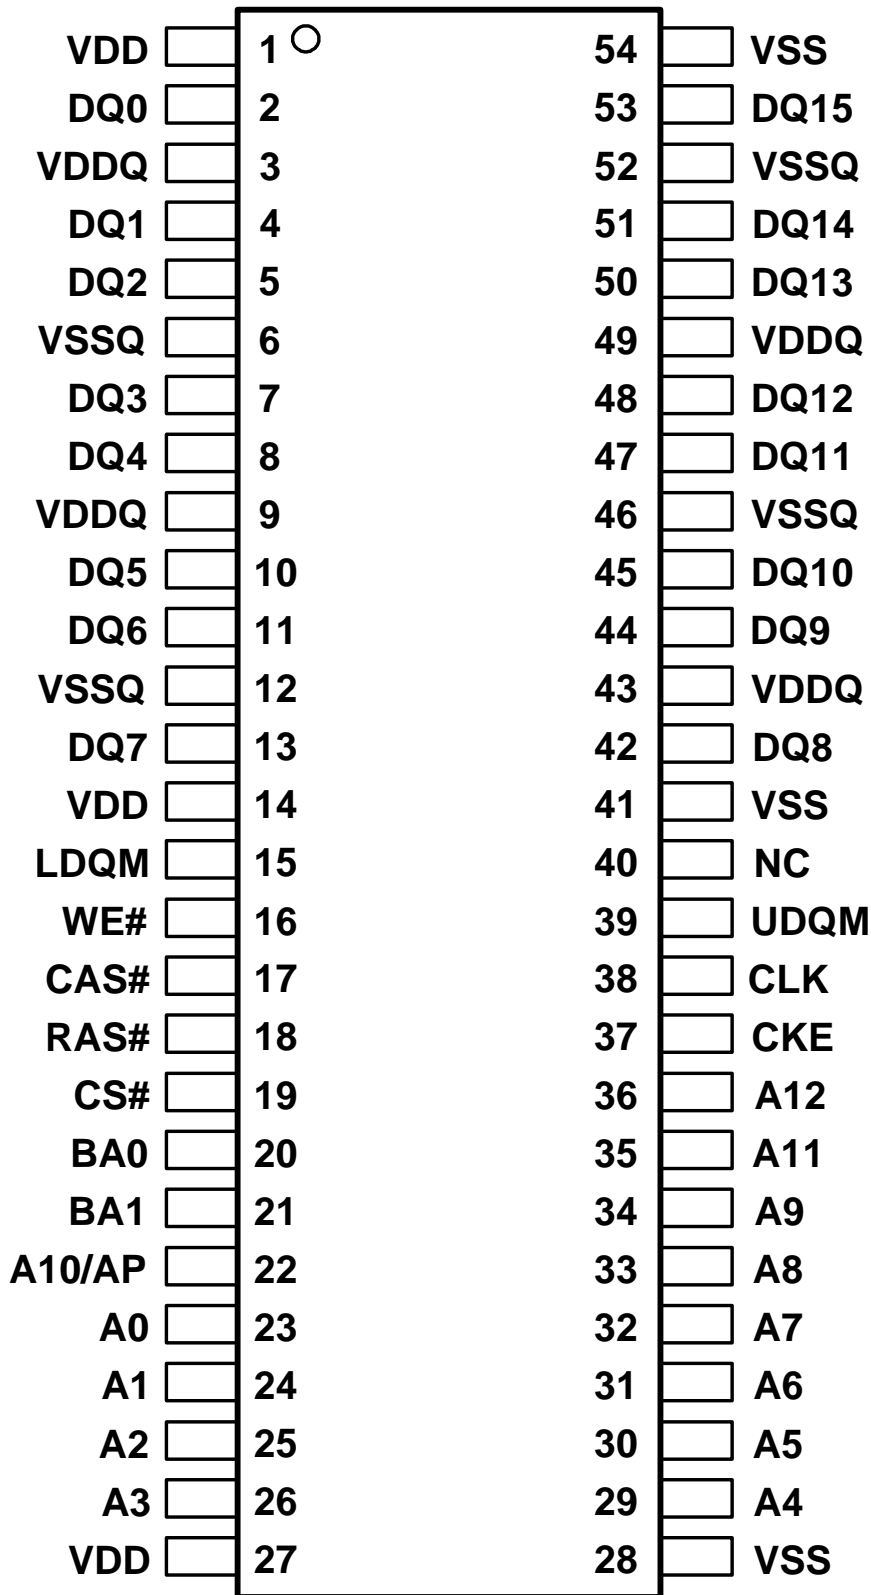 VDD 1 54 VSS
DQ0 2 53 DQ15
VDDQ 3 52 VSSQ
DQ1 4 51 DQ14
DQ2 5 50 DQ13
VSSQ 6 49 VDDQ
DQ3 7 48 DQ12
DQ4 8 47 DQ11
VDDQ 9 46 VSSQ
DQ5 10 45 DQ10
DQ6 11 44 DQ9
VSSQ 12 43 VDDQ
DQ7 13 42 DQ8
VDD 14 41 VSS
LDQM 15 40 NC
WE# 16 39 UDQM
CAS# 17 38 CLK
RAS# 18 37 CKE
CS# 19 36 A12
BA0 20 35 A11
BA1 21 34 A9
A10/AP 22 33 A8
A0 23 32 A7
A1 24 31 A6
A2 25 30 A5
A3 26 29 A4
VDD 27 28 VSS